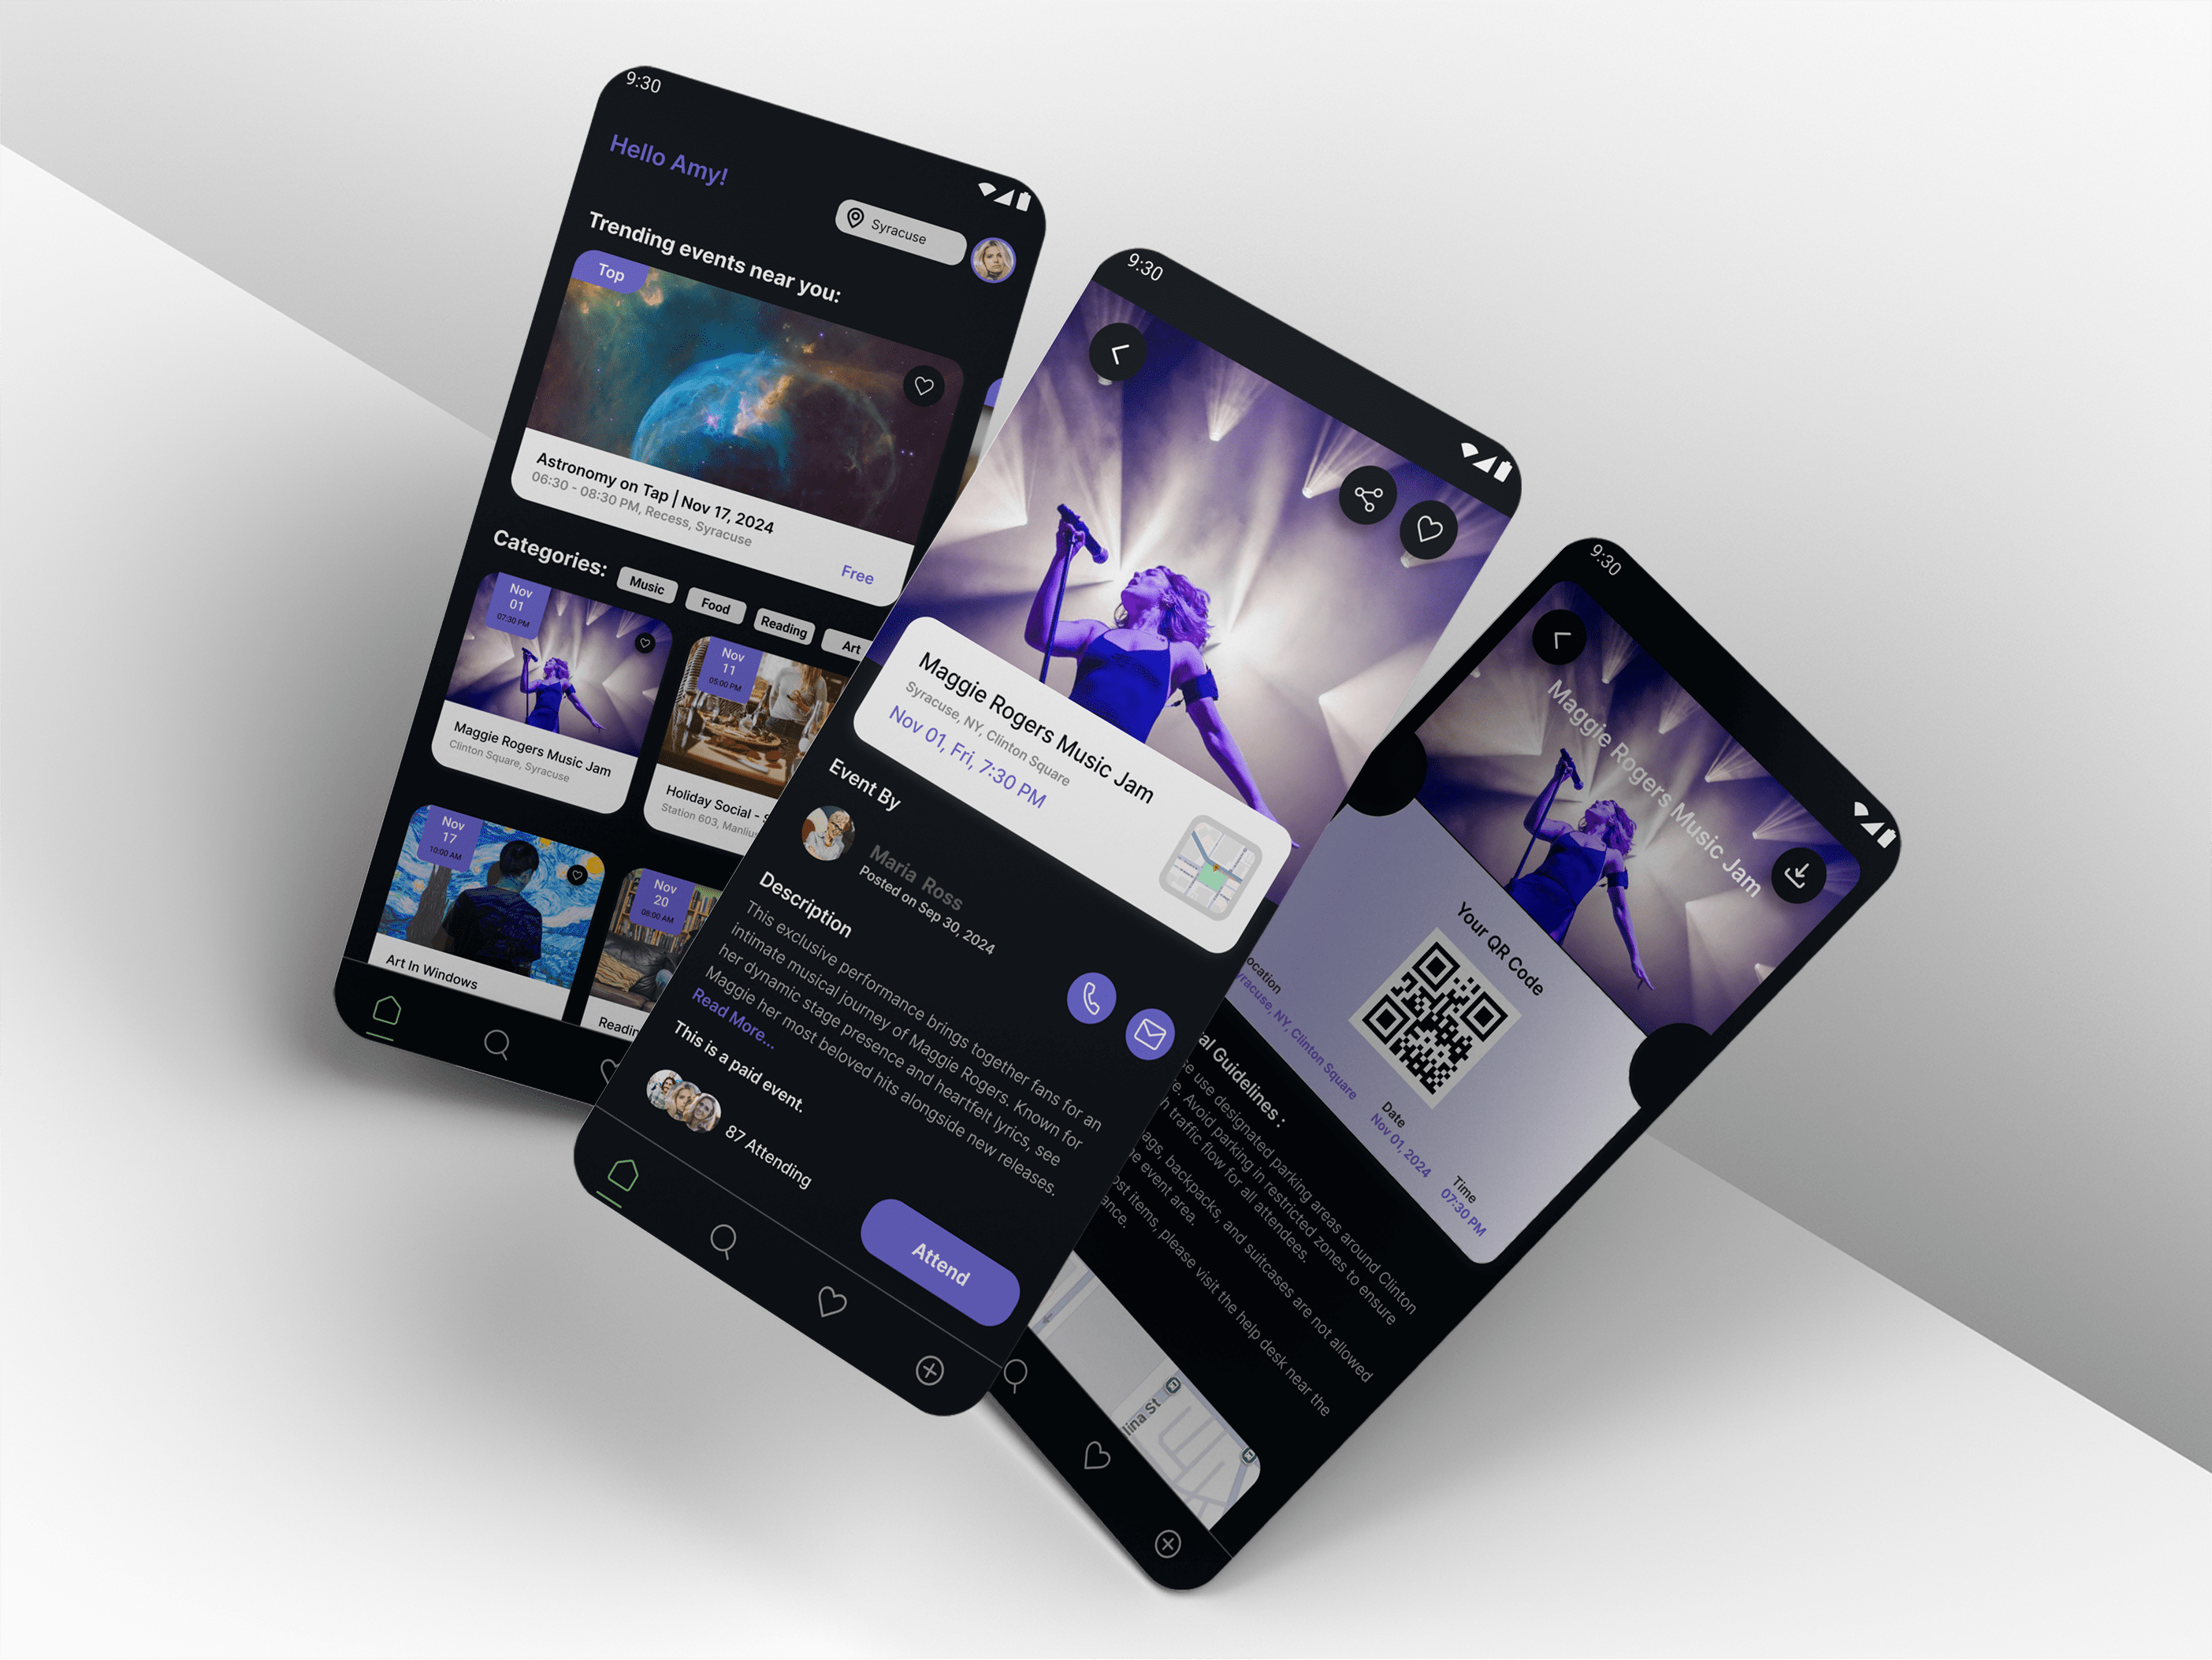 9:30
Hello Amy!
Syracuse
Trending events near you:
Top
Astronomy on Tap | Nov 17, 2024
06:30 - 08:30 PM, Recess, Syracuse
Free
Categories:
Music
Food
Reading
Art
Nov
01
07:30 PM
Maggie Rogers Music Jam
Clinton Square, Syracuse
Nov
11
05:00 PM
Holiday Social -
Station 603, Manlius
Nov
17
10:00 AM
Art In Windows
Nov
20
08:00 AM
Readin
9:30
Maggie Rogers Music Jam
Syracuse, NY, Clinton Square
Nov 01, Fri, 7:30 PM
Event By
Maria Ross
Posted on Sep 30, 2024
Description
This exclusive performance brings together fans for an
intimate musical journey of Maggie Rogers. Known for
her dynamic stage presence and heartfelt lyrics, see
Maggie her most beloved hits alongside new releases.
Read More...
This is a paid event.
87 Attending
Attend
9:30
Maggie Rogers Music Jam
Your QR Code
ocation
yracuse, NY, Clinton Square
Date
Nov 01, 2024
Time
07:30 PM
al Guidelines :
e use designated parking areas around Clinton
e. Avoid parking in restricted zones to ensure
h traffic flow for all attendees.
ags, backpacks, and suitcases are not allowed
e event area.
ost items, please visit the help desk near the
ance.
lina St